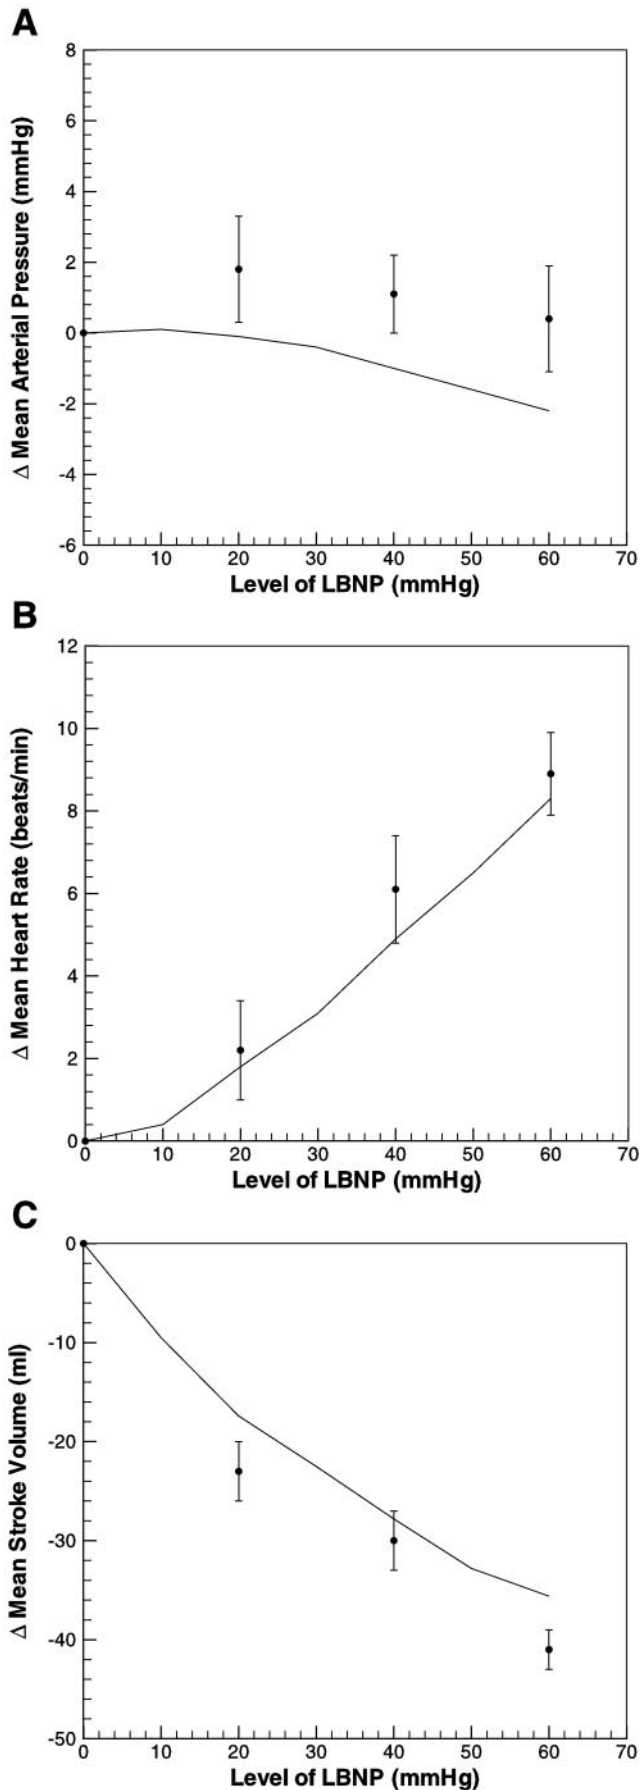 A
8
6
4
2
0
-2
-4
-6
Δ Mean Arterial Pressure (mmHg)
0 10 20 30 40 50 60 70
Level of LBNP (mmHg)
B
12
10
8
6
4
2
0
Δ Mean Heart Rate (beats/min)
0 10 20 30 40 50 60 70
Level of LBNP (mmHg)
C
0
-10
-20
-30
-40
-50
Δ Mean Stroke Volume (ml)
0 10 20 30 40 50 60 70
Level of LBNP (mmHg)